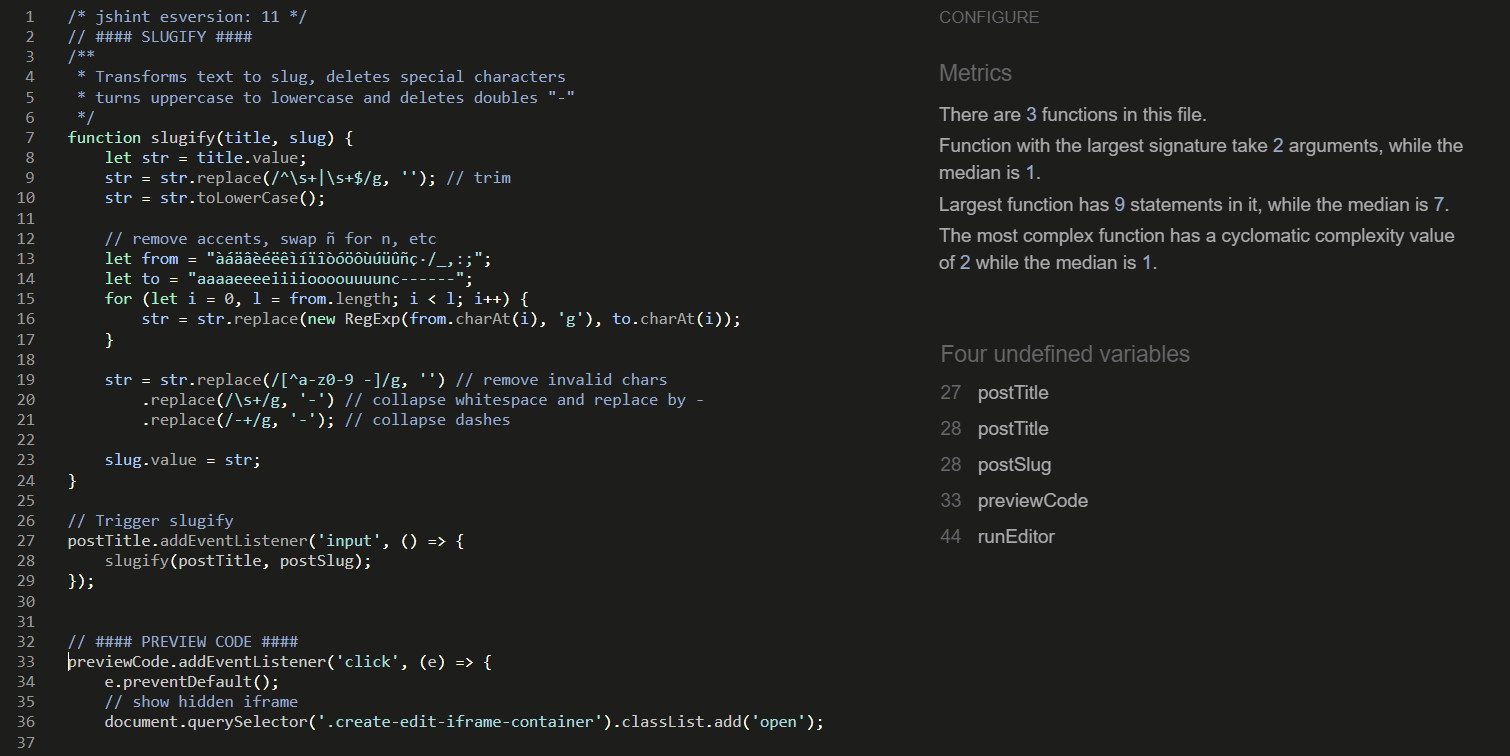 1 /* jshint esversion: 11 */
2 // #### SLUGIFY ####
3 /**
4 * Transforms text to slug, deletes special characters
5 * turns uppercase to lowercase and deletes doubles "-"
6 */
7 function slugify(title, slug) {
8 let str = title.value;
9 str = str.replace(/^\s+|\s+$/g, ''); // trim
10 str = str.toLowerCase();
11
12 // remove accents, swap ñ for n, etc
13 let from = "àáäâèéëêìíïîòóöôùúüûñç·/_,:;";
14 let to = "aaaaeeeeiiiioooouuuunc------";
15 for (let i = 0, l = from.length; i < l; i++) {
16 str = str.replace(new RegExp(from.charAt(i), 'g'), to.charAt(i));
17 }
18
19 str = str.replace(/[^a-z0-9 -]/g, '') // remove invalid chars
20 .replace(/\s+/g, '-') // collapse whitespace and replace by -
21 .replace(/-+/g, '-'); // collapse dashes
22
23 slug.value = str;
24 }
25
26 // Trigger slugify
27 postTitle.addEventListener('input', () => {
28 slugify(postTitle, postSlug);
29 });
30
31
32 // #### PREVIEW CODE ####
33 previewCode.addEventListener('click', (e) => {
34 e.preventDefault();
35 // show hidden iframe
36 document.querySelector('.create-edit-iframe-container').classList.add('open');
37
CONFIGURE
Metrics
There are 3 functions in this file.
Function with the largest signature take 2 arguments, while the
median is 1.
Largest function has 9 statements in it, while the median is 7.
The most complex function has a cyclomatic complexity value
of 2 while the median is 1.
Four undefined variables
27 postTitle
28 postTitle
28 postSlug
33 previewCode
44 runEditor